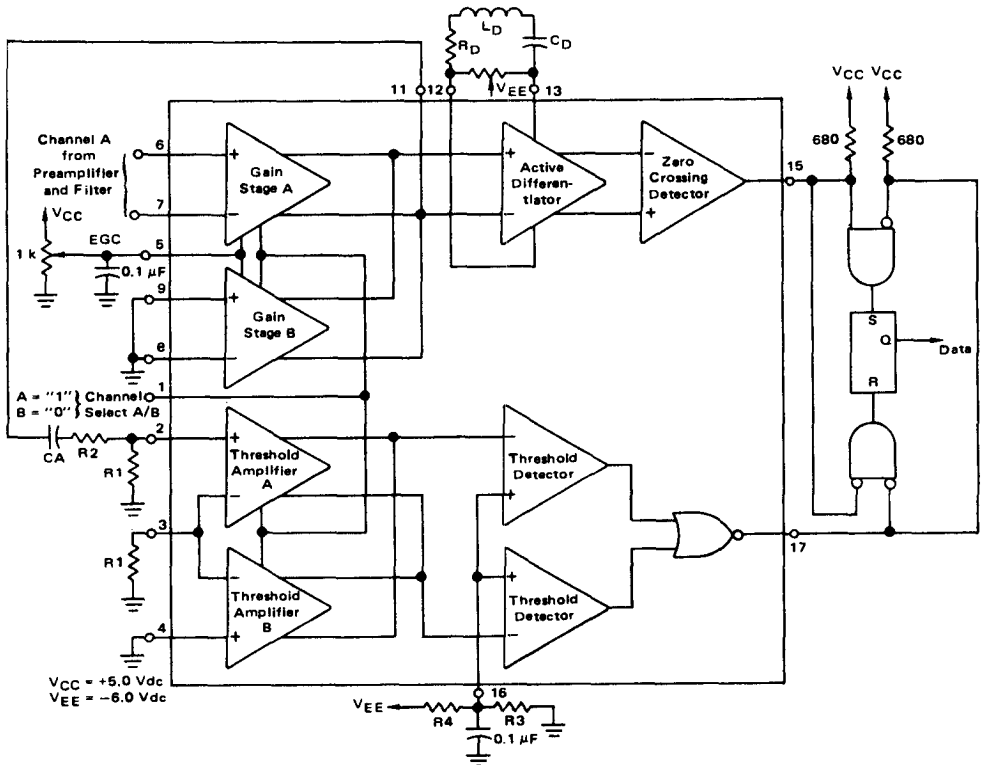 L_D
R_D
C_D
V_EE
11
12
13
V_CC
V_CC
680
680
Channel A
from
Preamplifier
and Filter
6
7
+
−
Gain
Stage A
+
−
Active
Differen-
tiator
−
+
Zero
Crossing
Detector
15
V_CC
1 k
EGC
5
0.1 µF
9
8
+
−
Gain
Stage B
S
Q
R
Data
A = "1"
B = "0"
} Channel
Select A/B
1
2
CA
R2
R1
+
−
Threshold
Amplifier
A
−
+
Threshold
Detector
3
R1
−
+
Threshold
Amplifier
B
+
−
Threshold
Detector
17
4
V_CC = +5.0 Vdc
V_EE = −6.0 Vdc
16
V_EE
R4
R3
0.1 µF